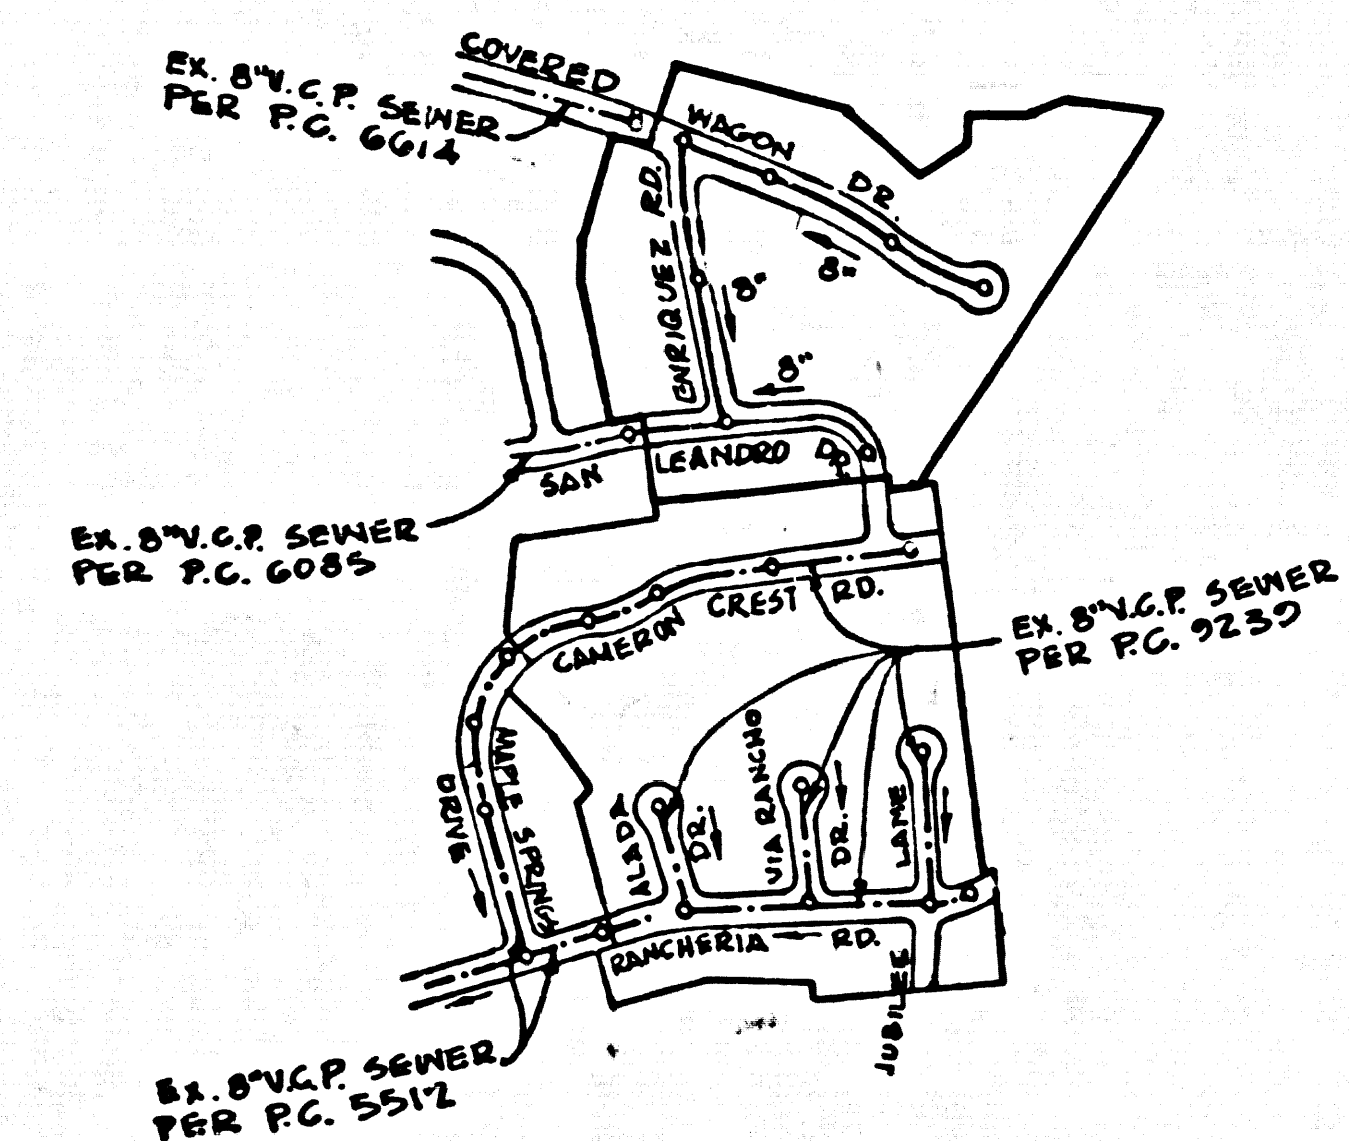 EX. 8"V.C.P. SEWER
PER P.C. 6614
COVERED
WAGON
DR.
ENRIQUEZ RD.
8"
8"
8"
SAN
LEANDRO
DR.
EX. 8"V.C.P. SEWER
PER P.C. 6085
CAMERON
CREST
RD.
EX. 8"V.C.P. SEWER
PER P.C. 9239
MAPLE SPRINGS
DRIVE
ALADA
DR.
VIA RANCHO
DR.
LANE
RANCHERIA
RD.
JUBILEE
EX. 8"V.C.P. SEWER
PER P.C. 5512